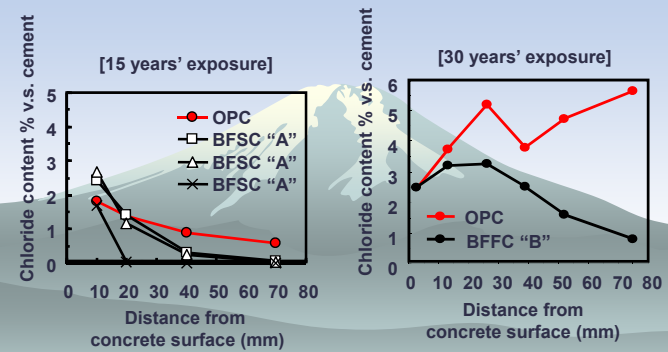 [15 years' exposure]
Chloride content % v.s. cement
5
4
3
2
1
0
OPC
BFSC “A”
BFSC “A”
BFSC “A”
0 10 20 30 40 50 60 70 80
Distance from
concrete surface (mm)
[30 years' exposure]
Chloride content % v.s. cement
6
5
4
3
2
1
0
OPC
BFFC “B”
0 10 20 30 40 50 60 70 80
Distance from
concrete surface (mm)